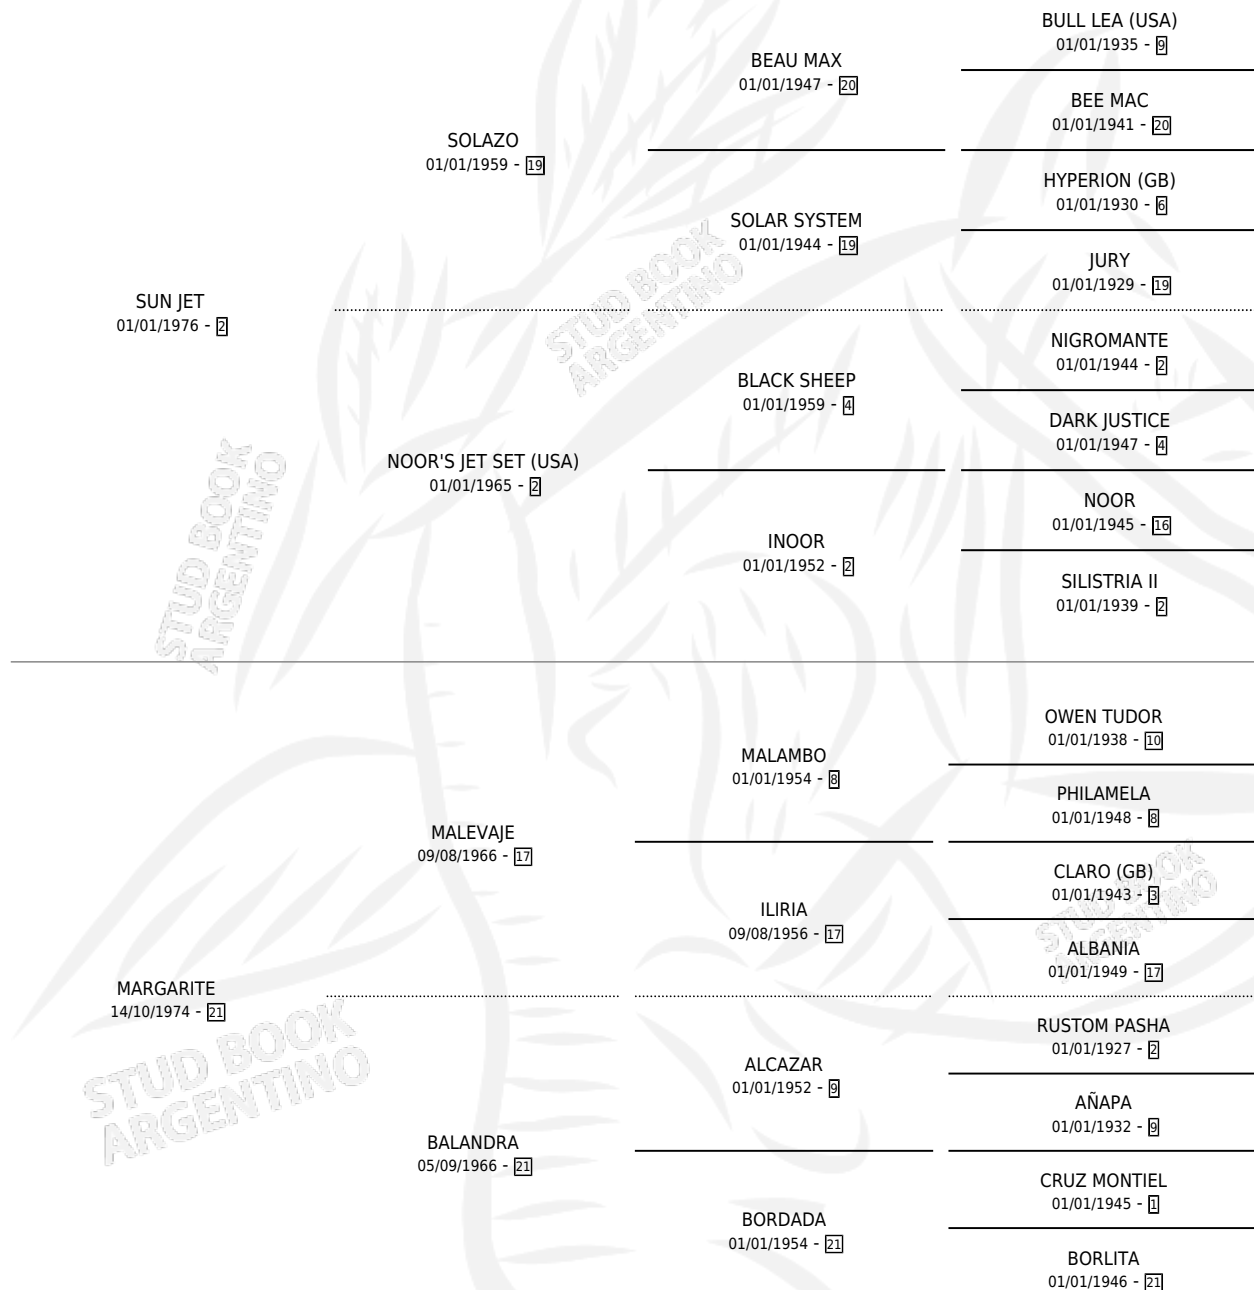 BULL LEA (USA)
01/01/1935 - 9
BEAU MAX
01/01/1947 - 20
BEE MAC
01/01/1941 - 20
SOLAZO
01/01/1959 - 19
HYPERION (GB)
01/01/1930 - 6
SOLAR SYSTEM
01/01/1944 - 19
JURY
01/01/1929 - 19
SUN JET
01/01/1976 - 2
NIGROMANTE
01/01/1944 - 2
BLACK SHEEP
01/01/1959 - 4
DARK JUSTICE
01/01/1947 - 4
NOOR'S JET SET (USA)
01/01/1965 - 2
NOOR
01/01/1945 - 16
INOOR
01/01/1952 - 2
SILISTRIA II
01/01/1939 - 2
OWEN TUDOR
01/01/1938 - 10
MALAMBO
01/01/1954 - 8
PHILAMELA
01/01/1948 - 8
MALEVAJE
09/08/1966 - 17
CLARO (GB)
01/01/1943 - 3
ILIRIA
09/08/1956 - 17
ALBANIA
01/01/1949 - 17
MARGARITE
14/10/1974 - 21
RUSTOM PASHA
01/01/1927 - 2
ALCAZAR
01/01/1952 - 9
AÑAPA
01/01/1932 - 9
BALANDRA
05/09/1966 - 21
CRUZ MONTIEL
01/01/1945 - 1
BORDADA
01/01/1954 - 21
BORLITA
01/01/1946 - 21
STUD BOOK
ARGENTINO
STUD BOOK
ARGENTINO
STUD BOOK
ARGENTINO
STUD BOOK
ARGENTINO